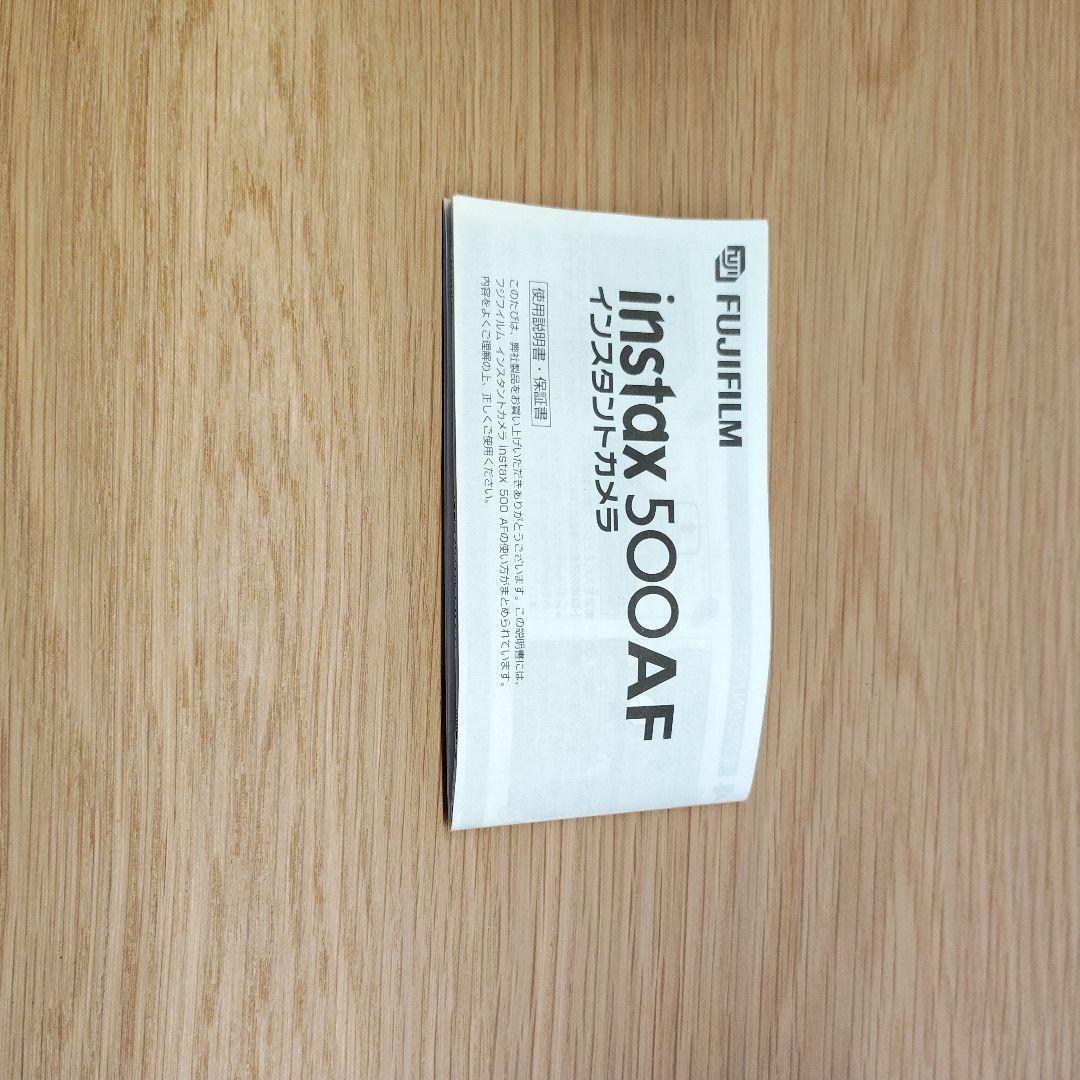 FUJI FUJIFILM
instax 500AF
インスタントカメラ
使用説明書・保証書
このたびは、弊社製品をお買い上げいただきありがとうございます。この説明書には、
フジフイルム インスタントカメラ instax 500 AFの使い方がまとめられています。
内容をよくご理解の上、正しくご使用ください。